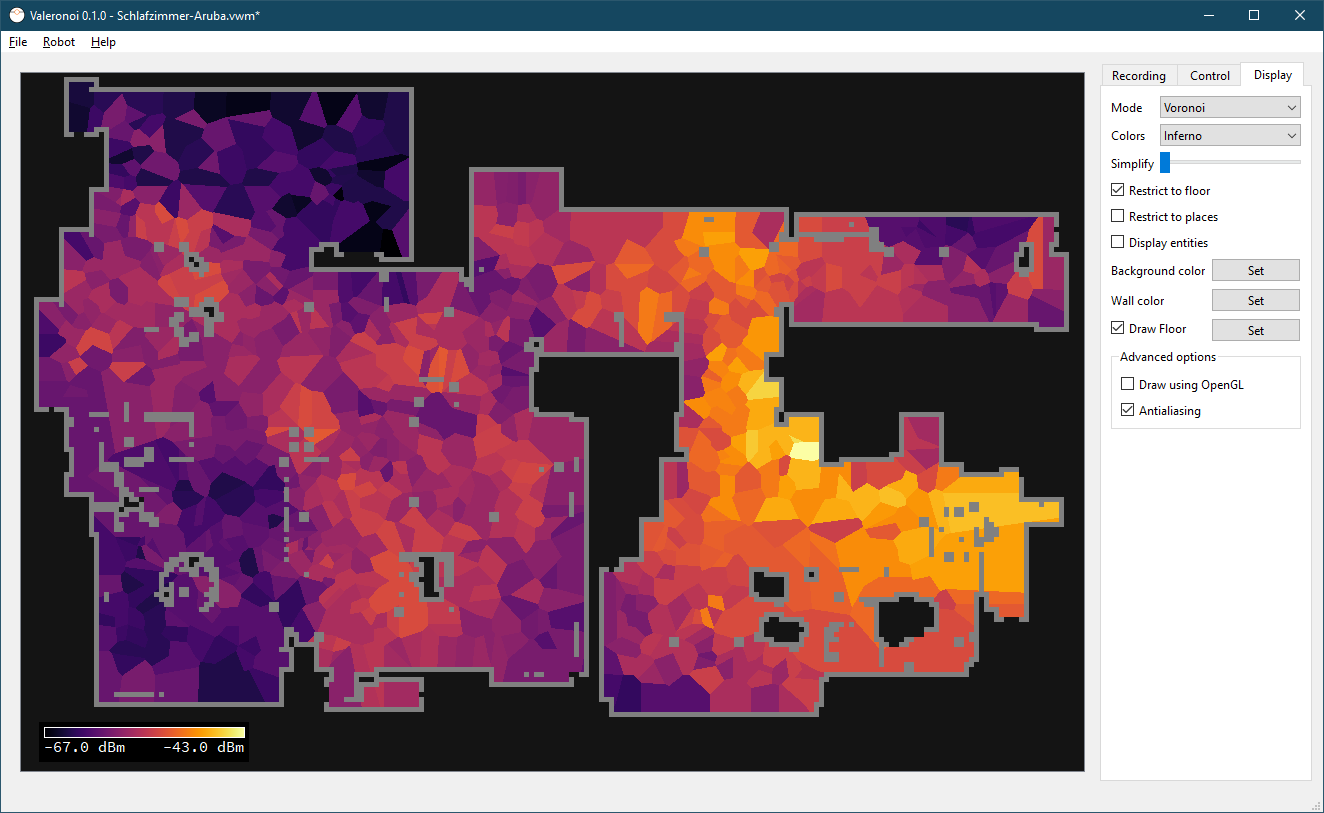 Valeronoi 0.1.0 - Schlafzimmer-Aruba.vwm*
File Robot Help
Recording Control Display
Mode Voronoi
Colors Inferno
Simplify
Restrict to floor
Restrict to places
Display entities
Background color Set
Wall color Set
Draw Floor Set
Advanced options
Draw using OpenGL
Antialiasing
-67.0 dBm -43.0 dBm